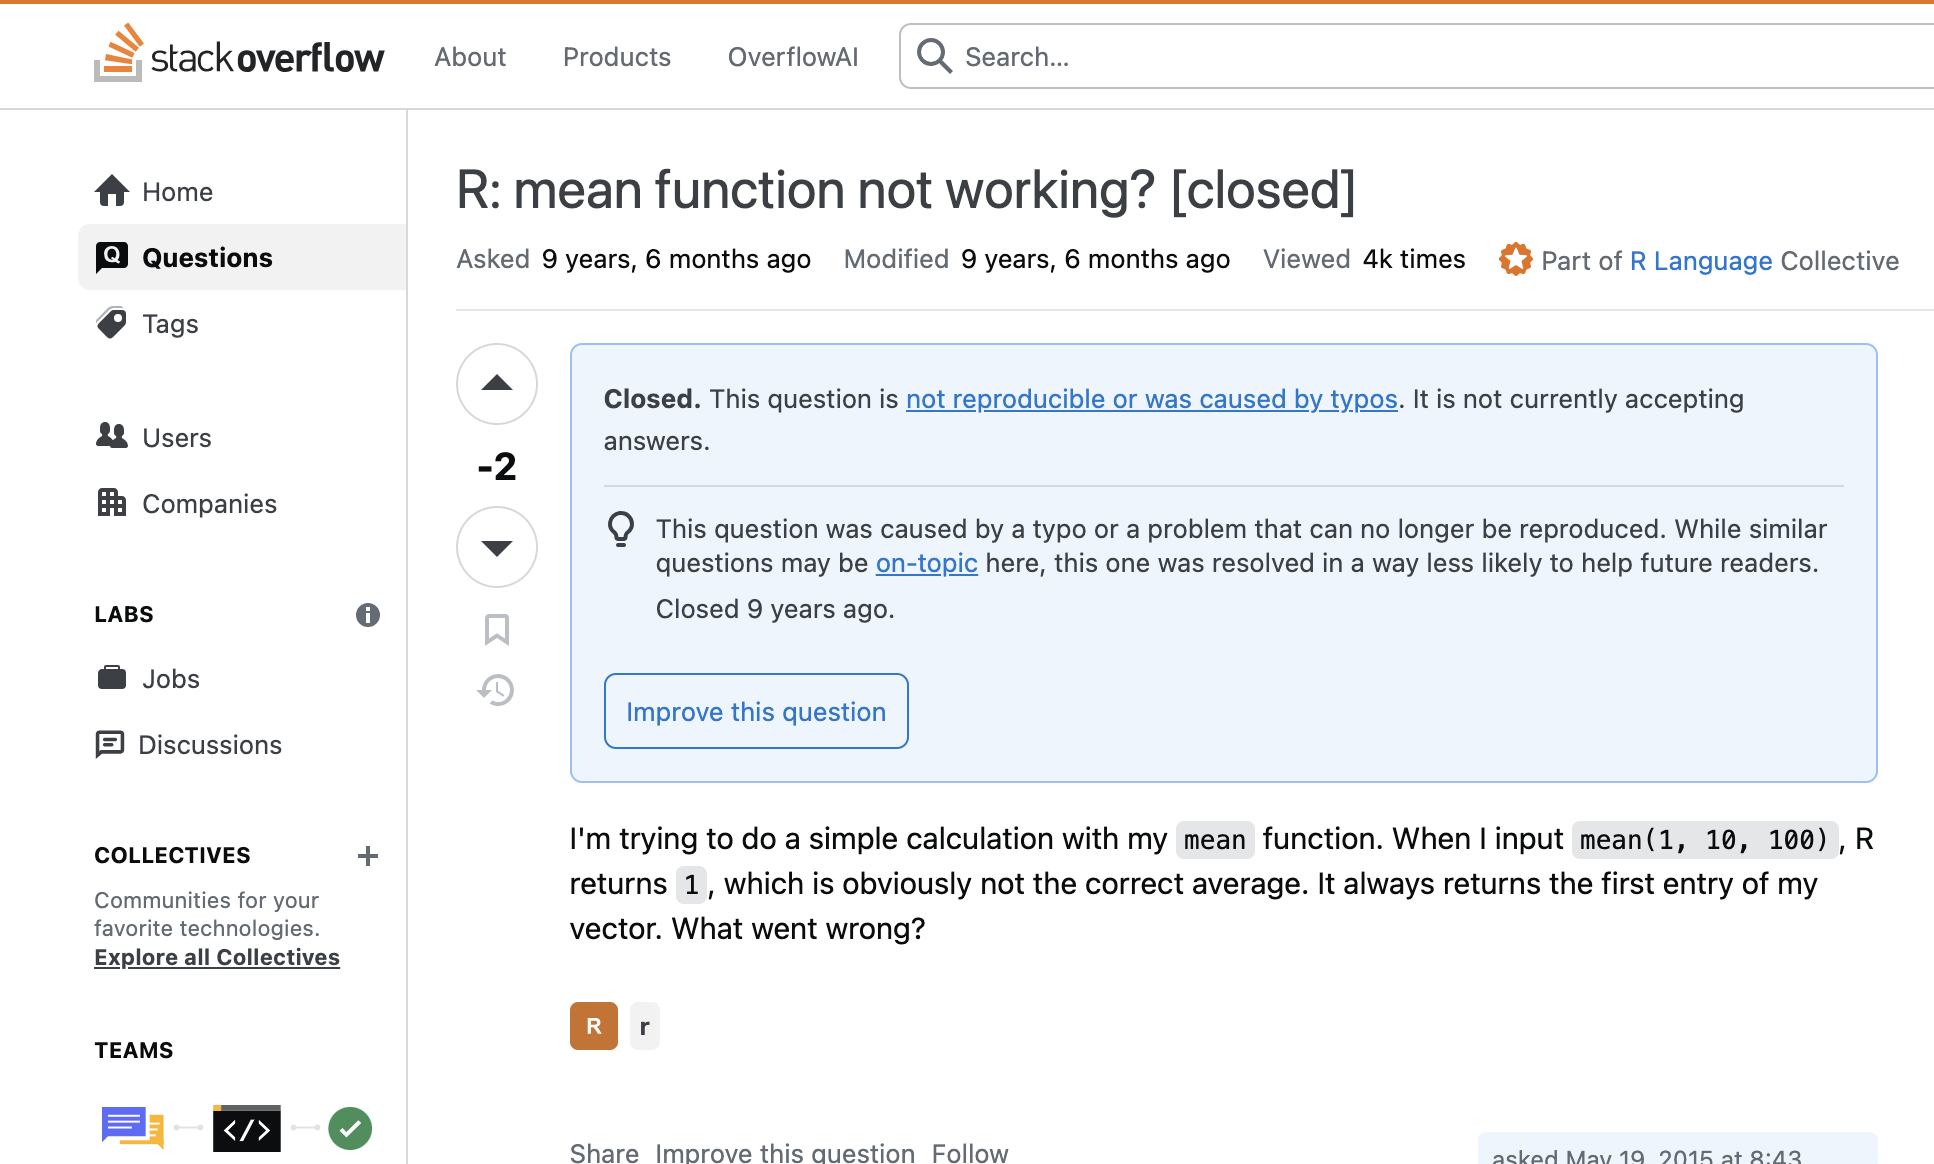 stackoverflow
About
Products
OverflowAI
Search...
Home
Questions
Tags
Users
Companies
LABS
Jobs
Discussions
COLLECTIVES
Communities for your
favorite technologies.
Explore all Collectives
TEAMS
</>
R: mean function not working? [closed]
Asked 9 years, 6 months ago Modified 9 years, 6 months ago Viewed 4k times Part of R Language Collective
-2
Closed. This question is not reproducible or was caused by typos. It is not currently accepting
answers.
This question was caused by a typo or a problem that can no longer be reproduced. While similar
questions may be on-topic here, this one was resolved in a way less likely to help future readers.
Closed 9 years ago.
Improve this question
I'm trying to do a simple calculation with my mean function. When I input mean(1, 10, 100), R
returns 1, which is obviously not the correct average. It always returns the first entry of my
vector. What went wrong?
R r
Share Improve this question Follow
asked May 19, 2015 at 8:43